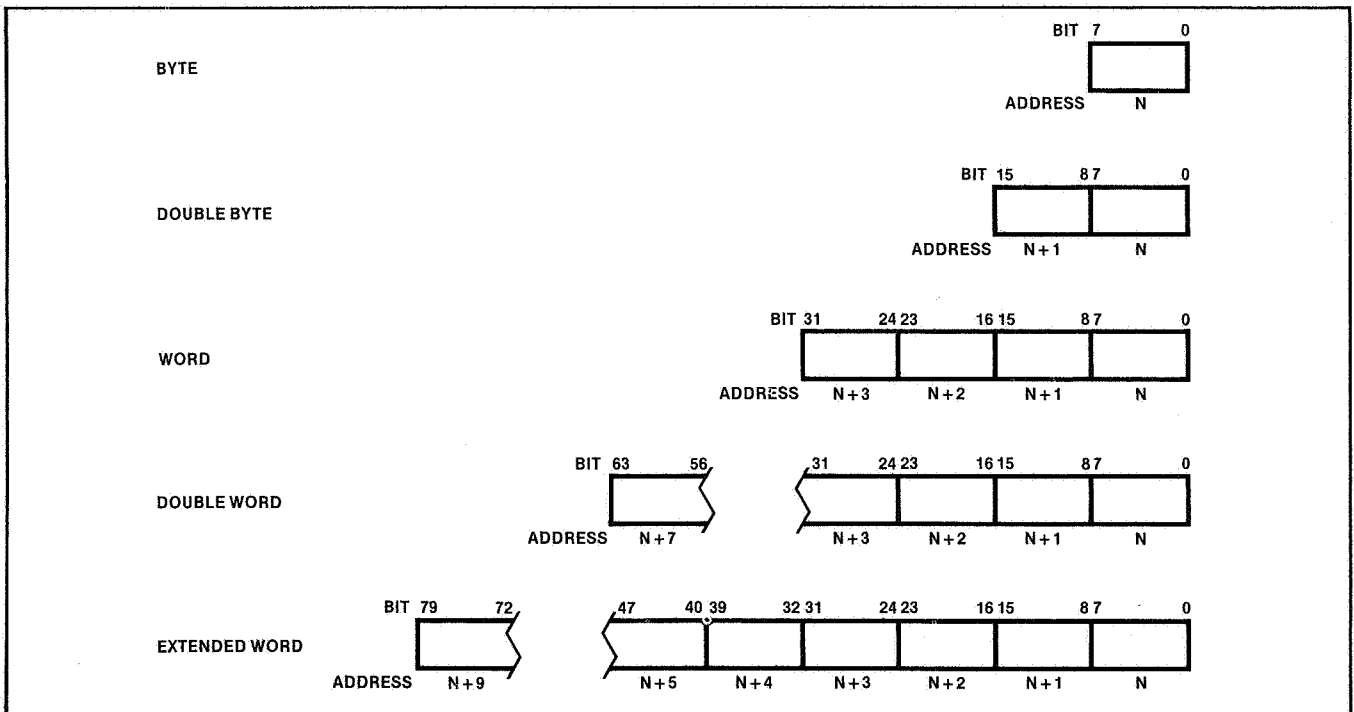 BIT 7 0
BYTE
ADDRESS N
BIT 15 8 7 0
DOUBLE BYTE
ADDRESS N+1 N
BIT 31 24 23 16 15 8 7 0
WORD
ADDRESS N+3 N+2 N+1 N
BIT 63 56 31 24 23 16 15 8 7 0
DOUBLE WORD
ADDRESS N+7 N+3 N+2 N+1 N
BIT 79 72 47 40 39 32 31 24 23 16 15 8 7 0
EXTENDED WORD
ADDRESS N+9 N+5 N+4 N+3 N+2 N+1 N